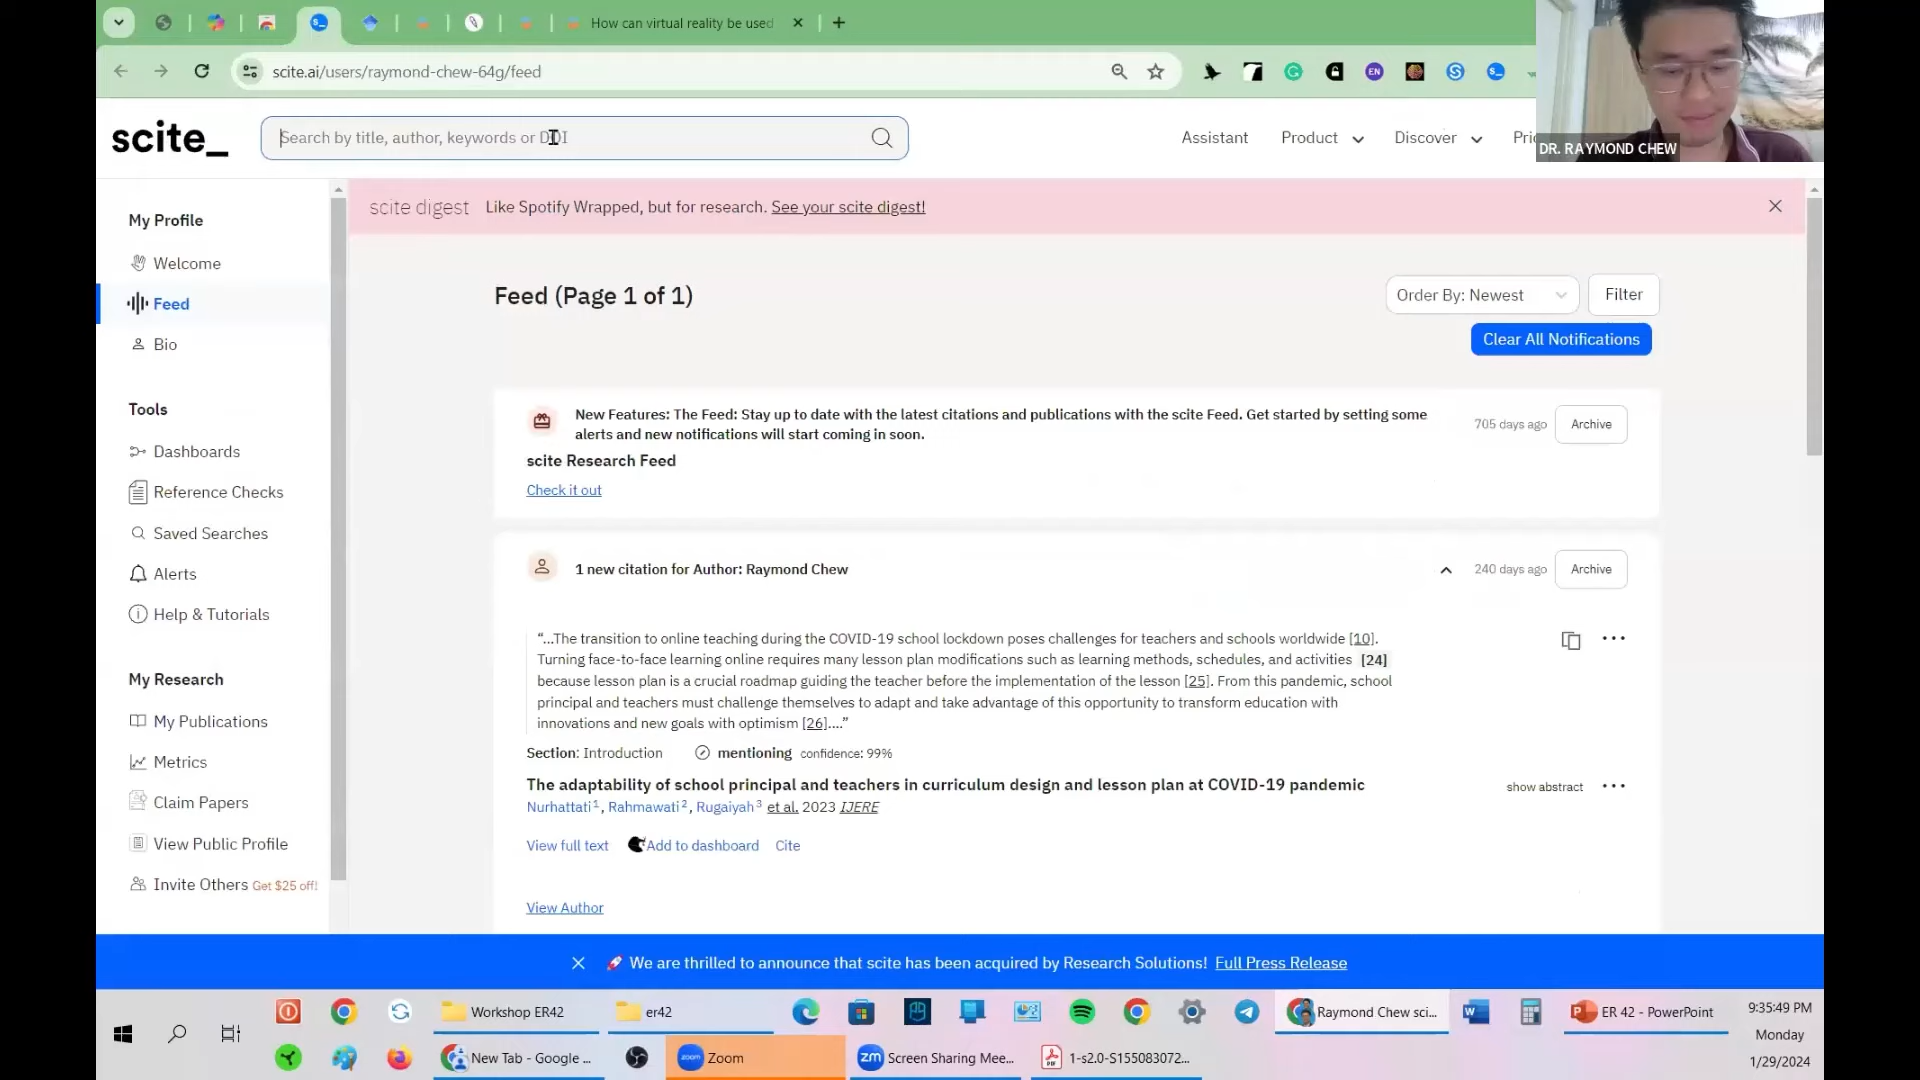 How can virtual reality be used
scite.ai/users/raymond-chew-64g/feed
EN
DR. RAYMOND CHEW
scite_
Search by title, author, keywords or DOI
Assistant
Product
Discover
scite digest
Like Spotify Wrapped, but for research. See your scite digest!
My Profile
Welcome
Feed
Bio
Tools
Dashboards
Reference Checks
Saved Searches
Alerts
Help & Tutorials
My Research
My Publications
Metrics
Claim Papers
View Public Profile
Invite Others Get $25 off!
Feed (Page 1 of 1)
Order By: Newest
Filter
Clear All Notifications
New Features: The Feed: Stay up to date with the latest citations and publications with the scite Feed. Get started by setting some
alerts and new notifications will start coming in soon.
705 days ago
Archive
scite Research Feed
Check it out
1 new citation for Author: Raymond Chew
240 days ago
Archive
“...The transition to online teaching during the COVID-19 school lockdown poses challenges for teachers and schools worldwide [10].
Turning face-to-face learning online requires many lesson plan modifications such as learning methods, schedules, and activities [24]
because lesson plan is a crucial roadmap guiding the teacher before the implementation of the lesson [25]. From this pandemic, school
principal and teachers must challenge themselves to adapt and take advantage of this opportunity to transform education with
innovations and new goals with optimism [26]....”
Section: Introduction
mentioning confidence: 99%
The adaptability of school principal and teachers in curriculum design and lesson plan at COVID-19 pandemic
show abstract
Nurhattati1, Rahmawati2, Rugaiyah3 et al. 2023 IJERE
View full text
Add to dashboard
Cite
View Author
We are thrilled to announce that scite has been acquired by Research Solutions! Full Press Release
Workshop ER42
er42
Raymond Chew sci...
ER 42 - PowerPoint
9:35:49 PM
Monday
1/29/2024
New Tab - Google ...
zoom
Zoom
zm
Screen Sharing Mee...
1-s2.0-S155083072...